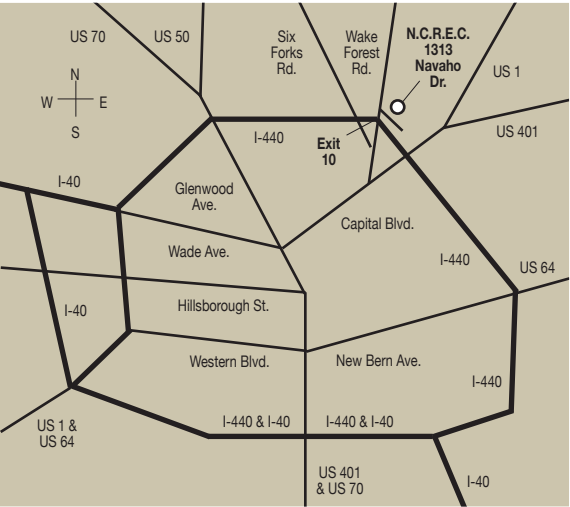 US 70
US 50
Six
Forks
Rd.
Wake
Forest
Rd.
N.C.R.E.C.
1313
Navaho
Dr.
US 1
N
W E
S
US 401
I-440
Exit
10
I-40
Glenwood
Ave.
Capital Blvd.
Wade Ave.
I-440
US 64
I-40
Hillsborough St.
Western Blvd.
New Bern Ave.
I-440
US 1 &
US 64
I-440 & I-40
I-440 & I-40
US 401
& US 70
I-40